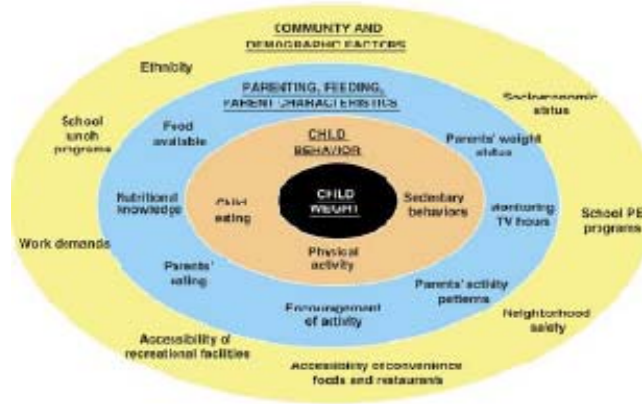 COMMUNITY AND
DEMOGRAPHIC FACTORS
Ethnicity
PARENTING, FEEDING,
PARENT CHARACTERISTICS
Socioeconomic
status
School
lunch
programs
Food
available
CHILD
BEHAVIOR
Parents' weight
status
Nutritional
knowledge
Child
eating
CHILD
WEIGHT
Sedentary
behaviors
Monitoring
TV hours
School PE
programs
Work demands
Physical
activity
Parents'
eating
Encouragement
of activity
Parents' activity
patterns
Neighborhood
safety
Accessibility of
recreational facilities
Accessibility of convenience
foods and restaurants